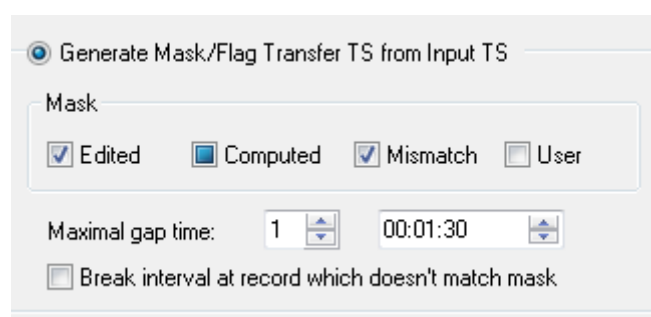 Generate Mask/Flag Transfer TS from Input TS
Mask
Edited Computed Mismatch User
Maximal gap time: 1 00:01:30
Break interval at record which doesn't match mask